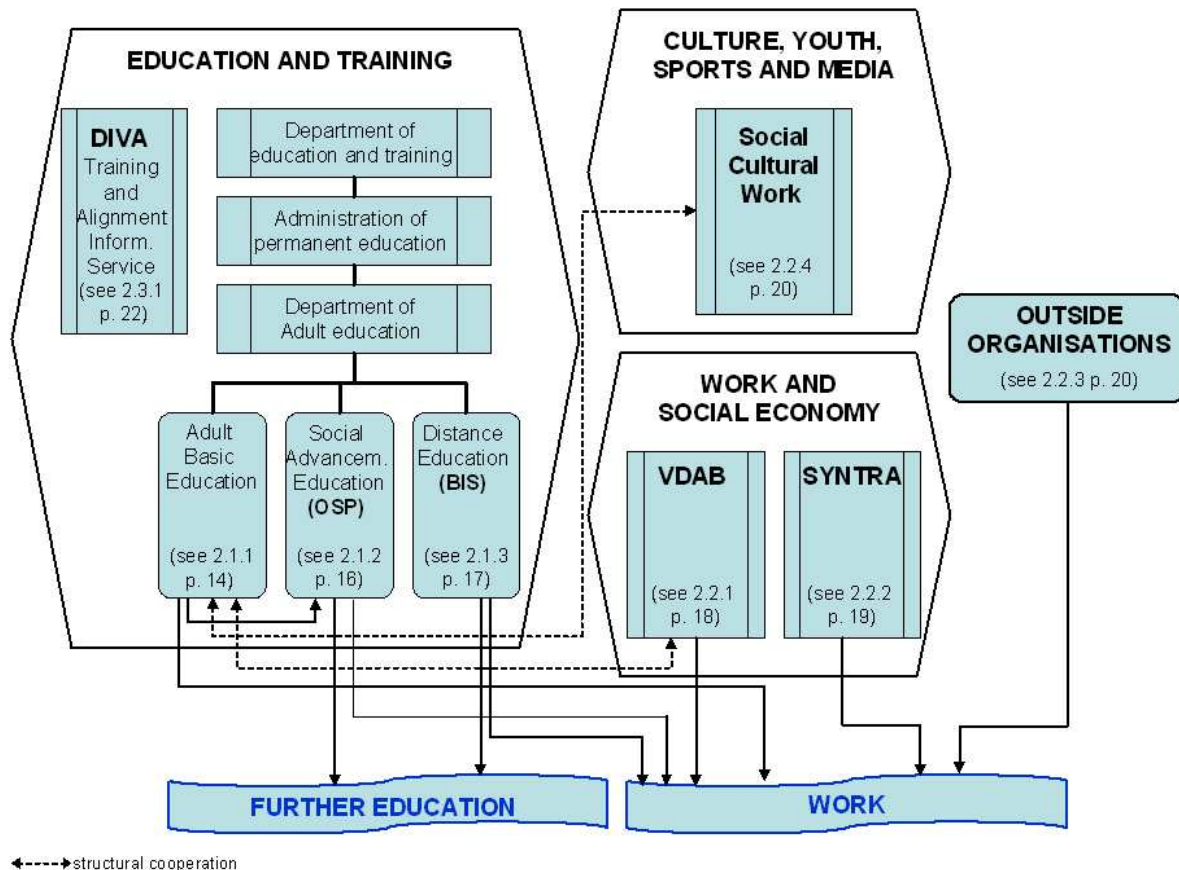 EDUCATION AND TRAINING
DIVA
Training
and
Alignment
Inform.
Service
(see 2.3.1
p. 22)
Department of
education and training
Administration of
permanent education
Department of
Adult education
Adult
Basic
Education
(see 2.1.1
p. 14)
Social
Advancem.
Education
(OSP)
(see 2.1.2
p. 16)
Distance
Education
(BIS)
(see 2.1.3
p. 17)
CULTURE, YOUTH,
SPORTS AND MEDIA
Social
Cultural
Work
(see 2.2.4
p. 20)
WORK AND
SOCIAL ECONOMY
VDAB
(see 2.2.1
p. 18)
SYNTRA
(see 2.2.2
p. 19)
OUTSIDE
ORGANISATIONS
(see 2.2.3 p. 20)
FURTHER EDUCATION
WORK
structural cooperation